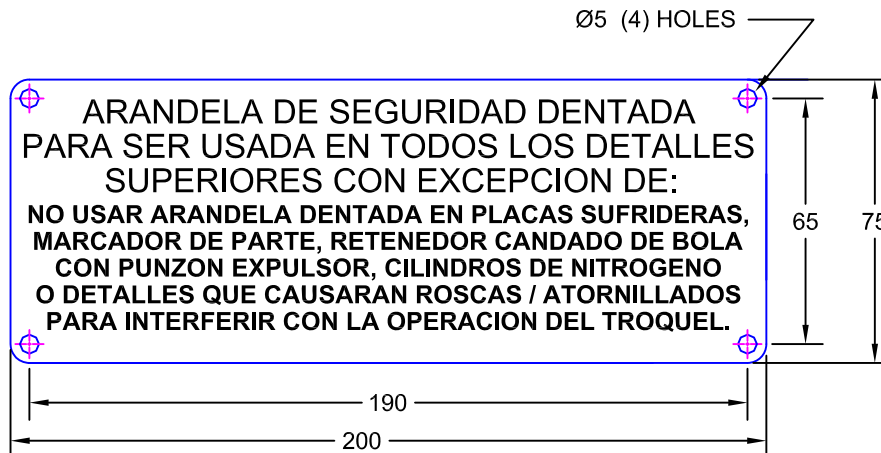 Ø5 (4) HOLES
ARANDELA DE SEGURIDAD DENTADA
PARA SER USADA EN TODOS LOS DETALLES
SUPERIORES CON EXCEPCION DE:
NO USAR ARANDELA DENTADA EN PLACAS SUFRIDERAS,
MARCADOR DE PARTE, RETENEDOR CANDADO DE BOLA
CON PUNZON EXPULSOR, CILINDROS DE NITROGENO
O DETALLES QUE CAUSARAN ROSCAS / ATORNILLADOS
PARA INTERFERIR CON LA OPERACION DEL TROQUEL.
65
75
190
200